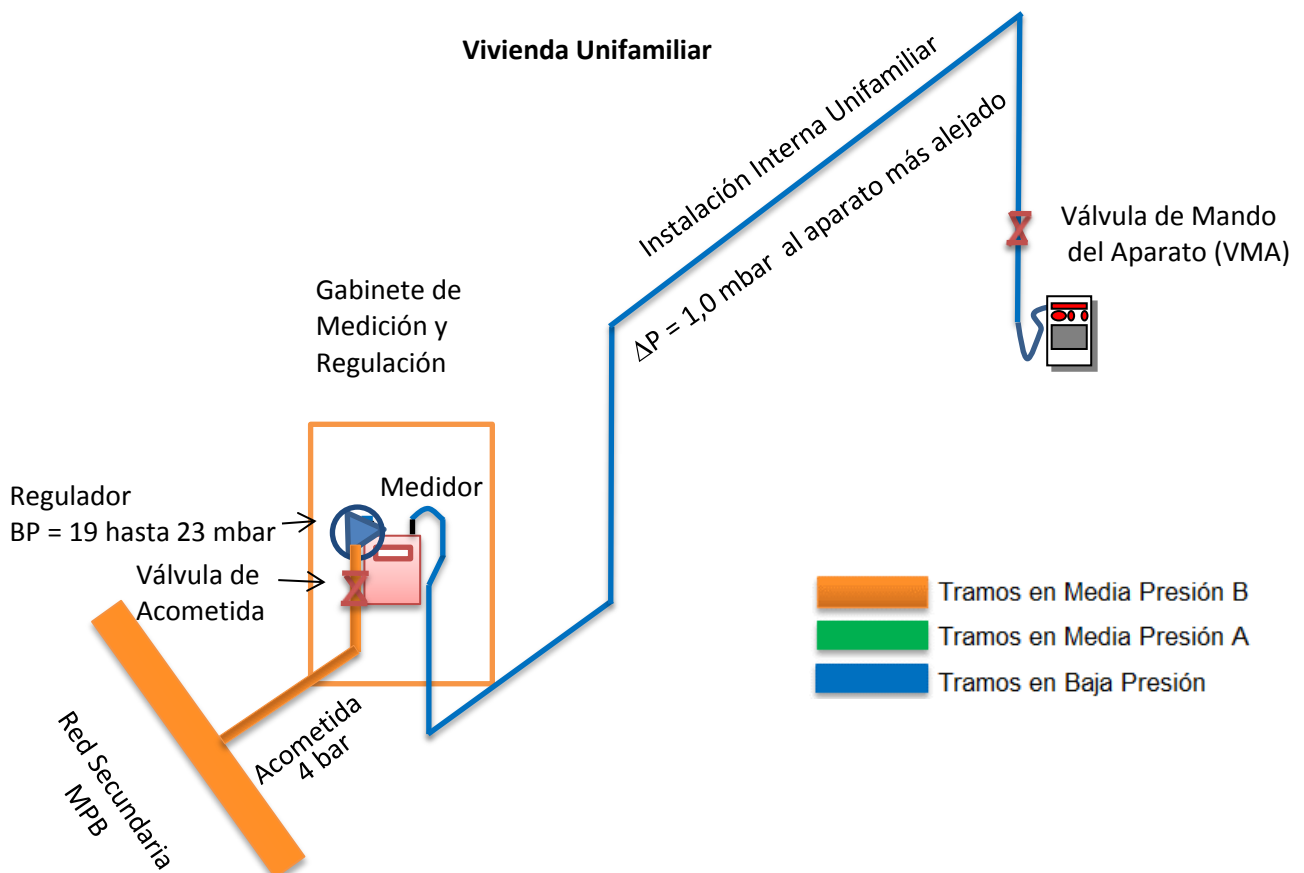 Vivienda Unifamiliar
Instalación Interna Unifamiliar
ΔP = 1,0 mbar al aparato más alejado
Válvula de Mando
del Aparato (VMA)
Gabinete de
Medición y
Regulación
Medidor
Regulador
BP = 19 hasta 23 mbar
Válvula de
Acometida
Acometida
4 bar
Red Secundaria
MPB
Tramos en Media Presión B
Tramos en Media Presión A
Tramos en Baja Presión